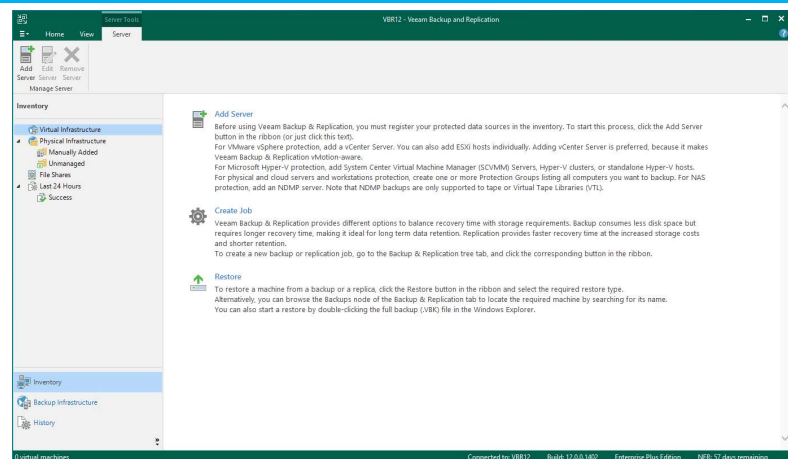 Server Tools
VBR12 - Veeam Backup and Replication
Home View Server
Add Server
Edit Server
Remove Server
Manage Server
Inventory
Virtual Infrastructure
Physical Infrastructure
Manually Added
Unmanaged
File Shares
Last 24 Hours
Success
Add Server
Before using Veeam Backup & Replication, you must register your protected data sources in the inventory. To start this process, click the Add Server
button in the ribbon (or just click this text).
For VMware vSphere protection, add a vCenter Server. You can also add ESXi hosts individually. Adding vCenter Server is preferred, because it makes
Veeam Backup & Replication vMotion-aware.
For Microsoft Hyper-V protection, add System Center Virtual Machine Manager (SCVMM) Servers, Hyper-V clusters, or standalone Hyper-V hosts.
For physical and cloud servers and workstations protection, create one or more Protection Groups listing all computers you want to backup. For NAS
protection, add an NDMP server. Note that NDMP backups are only supported to tape or Virtual Tape Libraries (VTL).
Create Job
Veeam Backup & Replication provides different options to balance recovery time with storage requirements. Backup consumes less disk space but
requires longer recovery time, making it ideal for long term data retention. Replication provides faster recovery time at the increased storage costs
and shorter retention.
To create a new backup or replication job, go to the Backup & Replication tree tab, and click the corresponding button in the ribbon.
Restore
To restore a machine from a backup or a replica, click the Restore button in the ribbon and select the required restore type.
Alternatively, you can browse the Backups node of the Backup & Replication tab to locate the required machine by searching for its name.
You can also start a restore by double-clicking the full backup (.VBK) file in the Windows Explorer.
Inventory
Backup Infrastructure
History
0 virtual machines
Connected to: VBR12 Build: 12.0.0.1402 Enterprise Plus Edition NFR: 57 days remaining